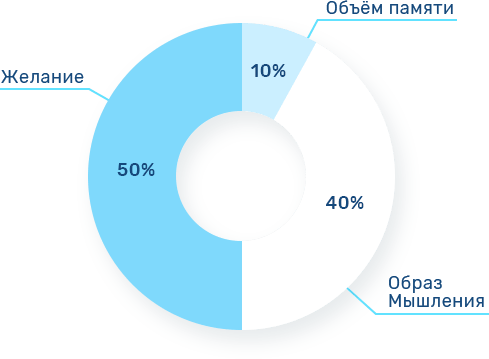 Объём памяти
10%
Желание
50%
40%
Образ
Мышления